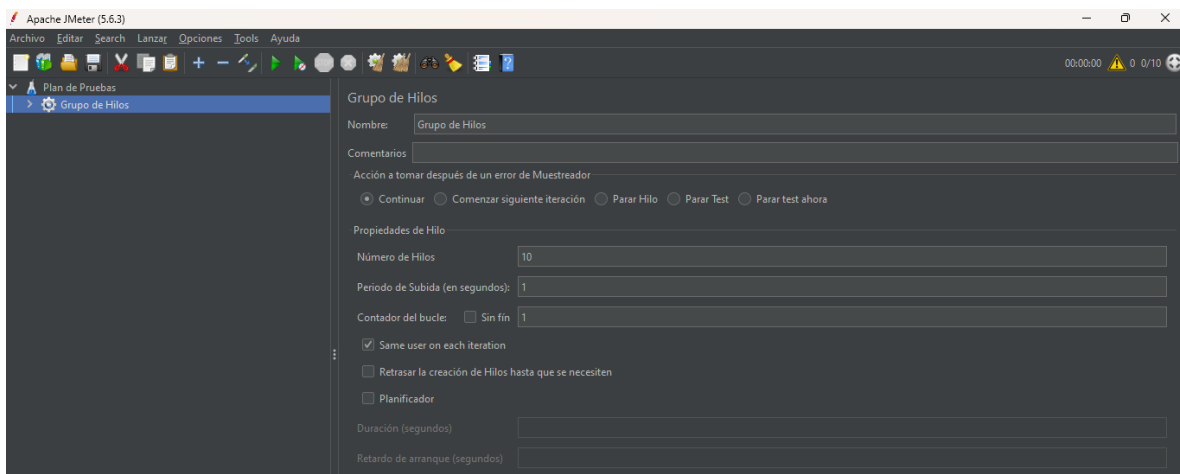 Apache JMeter (5.6.3)
Archivo Editar Search Lanzar Opciones Tools Ayuda
00:00:00 0 0/10
Plan de Pruebas
Grupo de Hilos
Grupo de Hilos
Nombre: Grupo de Hilos
Comentarios
Acción a tomar después de un error de Muestreador
Continuar Comenzar siguiente iteración Parar Hilo Parar Test Parar test ahora
Propiedades de Hilo
Número de Hilos 10
Periodo de Subida (en segundos): 1
Contador del bucle: Sin fín 1
Same user on each iteration
Retrasar la creación de Hilos hasta que se necesiten
Planificador
Duración (segundos)
Retardo de arranque (segundos)